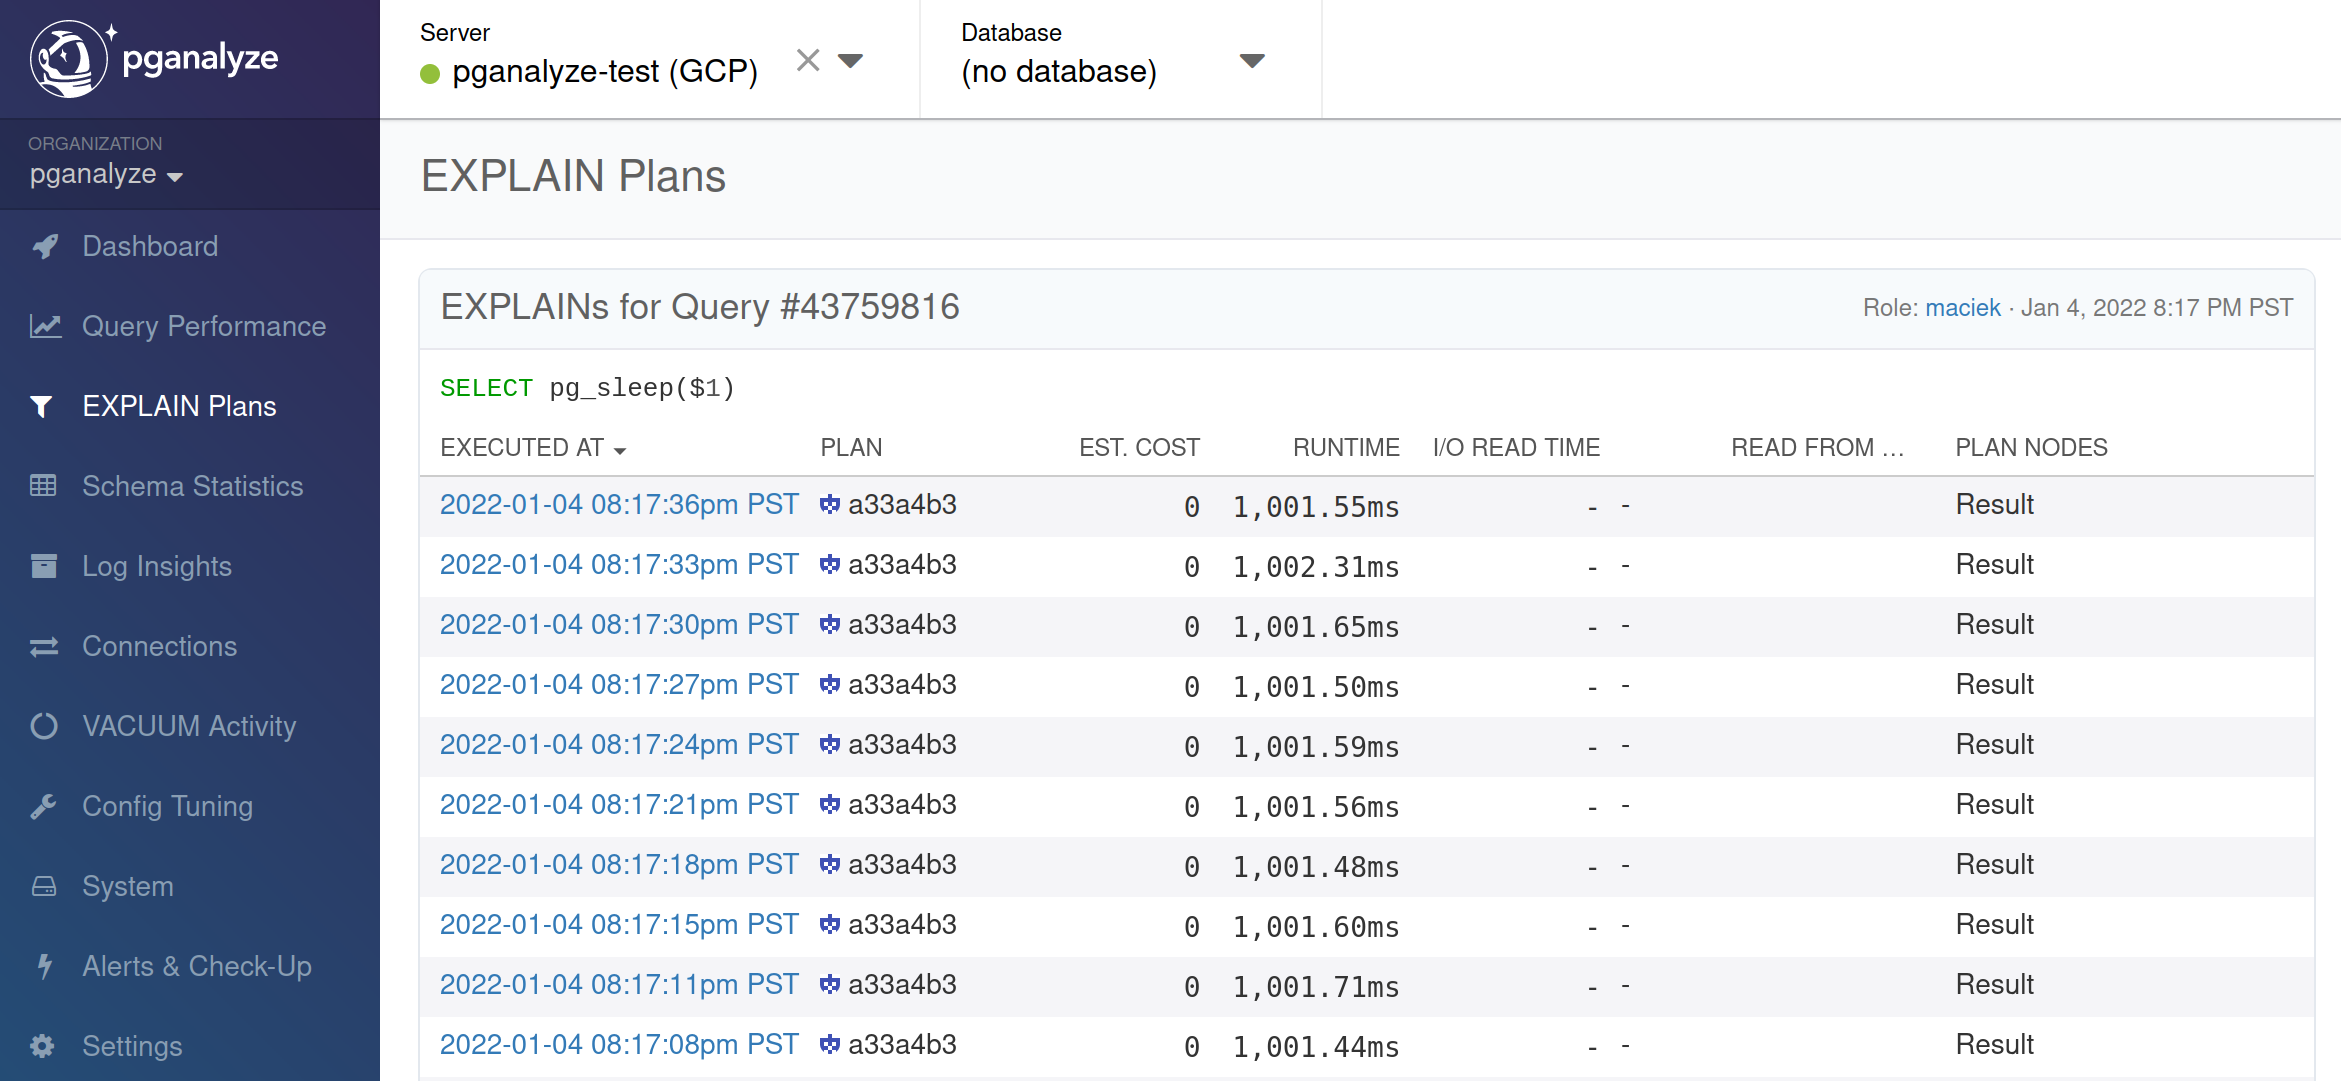 pganalyze
ORGANIZATION
pganalyze
Dashboard
Query Performance
EXPLAIN Plans
Schema Statistics
Log Insights
Connections
VACUUM Activity
Config Tuning
System
Alerts & Check-Up
Settings
Server
pganalyze-test (GCP)
Database
(no database)
EXPLAIN Plans
EXPLAINs for Query #43759816
Role: maciek · Jan 4, 2022 8:17 PM PST
SELECT pg_sleep($1)
EXECUTED AT PLAN EST. COST RUNTIME I/O READ TIME READ FROM ... PLAN NODES
2022-01-04 08:17:36pm PST a33a4b3 0 1,001.55ms - - Result
2022-01-04 08:17:33pm PST a33a4b3 0 1,002.31ms - - Result
2022-01-04 08:17:30pm PST a33a4b3 0 1,001.65ms - - Result
2022-01-04 08:17:27pm PST a33a4b3 0 1,001.50ms - - Result
2022-01-04 08:17:24pm PST a33a4b3 0 1,001.59ms - - Result
2022-01-04 08:17:21pm PST a33a4b3 0 1,001.56ms - - Result
2022-01-04 08:17:18pm PST a33a4b3 0 1,001.48ms - - Result
2022-01-04 08:17:15pm PST a33a4b3 0 1,001.60ms - - Result
2022-01-04 08:17:11pm PST a33a4b3 0 1,001.71ms - - Result
2022-01-04 08:17:08pm PST a33a4b3 0 1,001.44ms - - Result